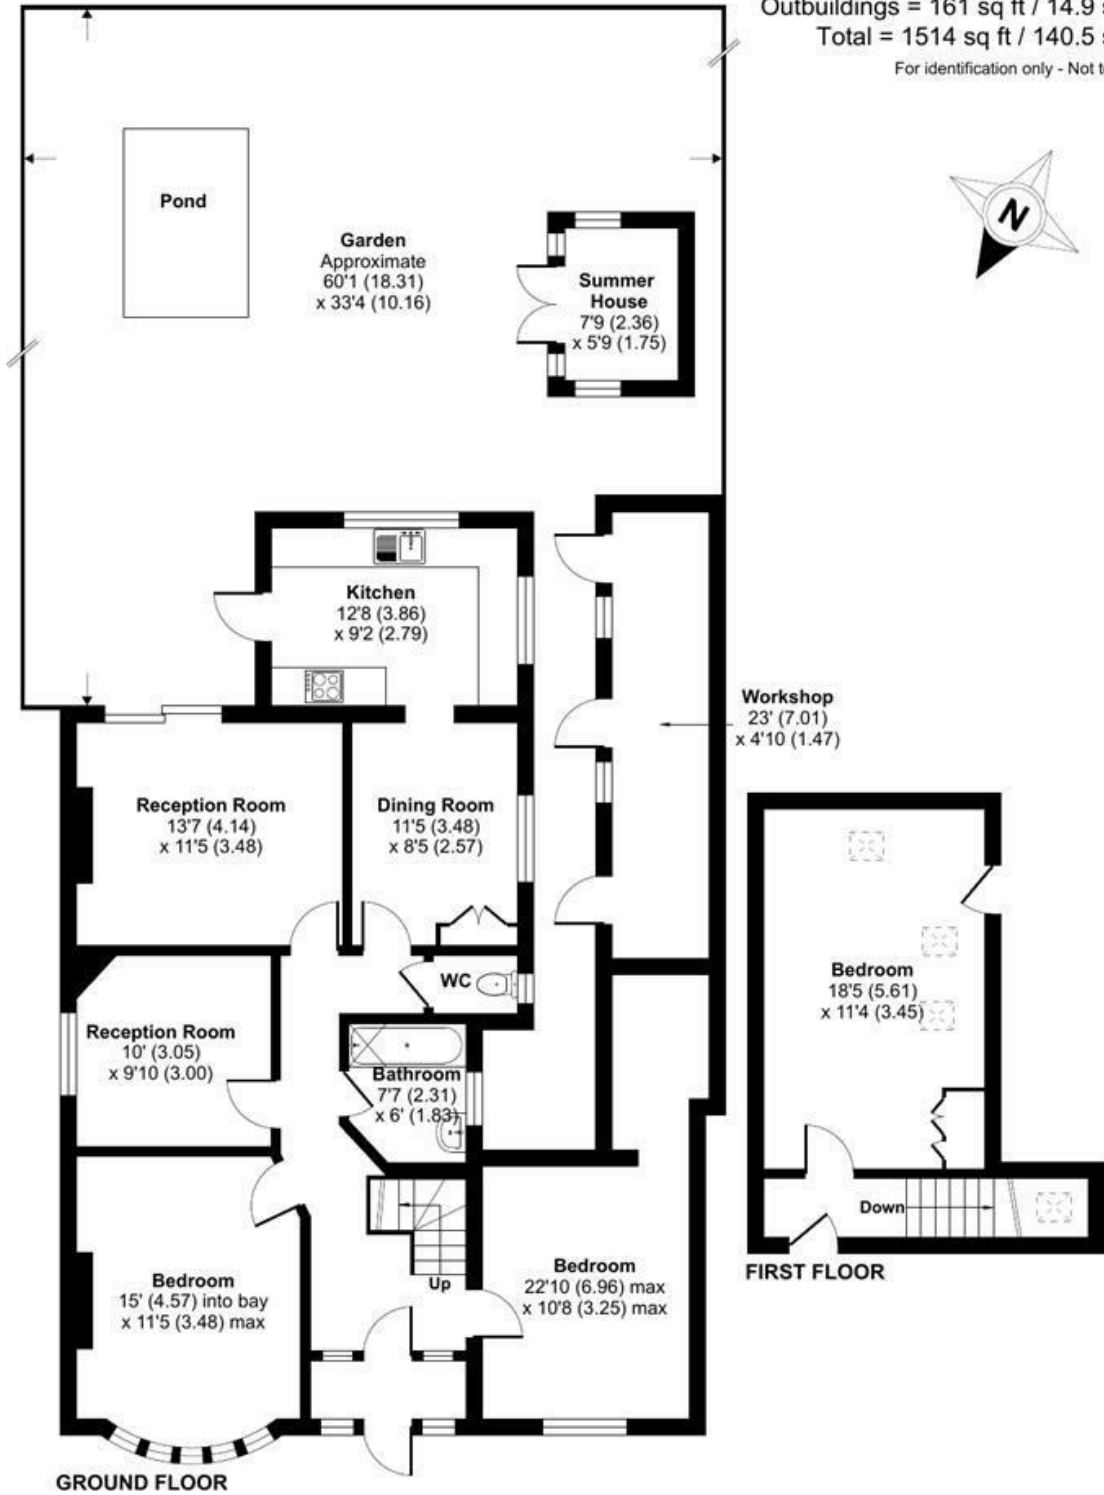 Outbuildings = 161 sq ft / 14.9 s
Total = 1514 sq ft / 140.5 s
For identification only - Not t
N
Pond
Garden
Approximate
60'1 (18.31)
x 33'4 (10.16)
Summer
House
7'9 (2.36)
x 5'9 (1.75)
Kitchen
12'8 (3.86)
x 9'2 (2.79)
Workshop
23' (7.01)
x 4'10 (1.47)
Reception Room
13'7 (4.14)
x 11'5 (3.48)
Dining Room
11'5 (3.48)
x 8'5 (2.57)
WC
Reception Room
10' (3.05)
x 9'10 (3.00)
Bathroom
7'7 (2.31)
x 6' (1.83)
Bedroom
18'5 (5.61)
x 11'4 (3.45)
Down
FIRST FLOOR
Up
Bedroom
15' (4.57) into bay
x 11'5 (3.48) max
Bedroom
22'10 (6.96) max
x 10'8 (3.25) max
GROUND FLOOR